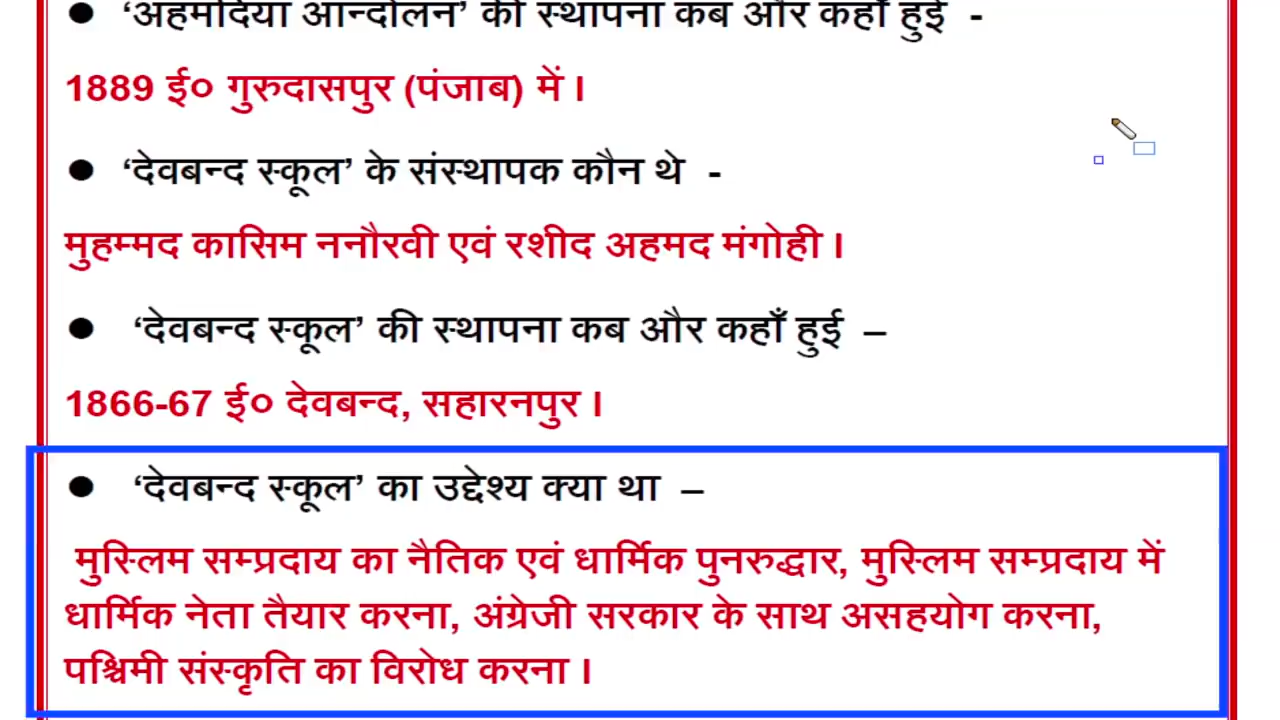 ● ‘अहमदिया आन्दोलन’ की स्थापना कब और कहाँ हुई -
1889 ई० गुरुदासपुर (पंजाब) में ।
● ‘देवबन्द स्कूल’ के संस्थापक कौन थे -
मुहम्मद कासिम ननौरवी एवं रशीद अहमद मंगोही ।
● ‘देवबन्द स्कूल’ की स्थापना कब और कहाँ हुई –
1866-67 ई० देवबन्द, सहारनपुर ।
● ‘देवबन्द स्कूल’ का उद्देश्य क्या था –
मुस्लिम सम्प्रदाय का नैतिक एवं धार्मिक पुनरुद्धार, मुस्लिम सम्प्रदाय में
धार्मिक नेता तैयार करना, अंग्रेजी सरकार के साथ असहयोग करना,
पश्चिमी संस्कृति का विरोध करना ।